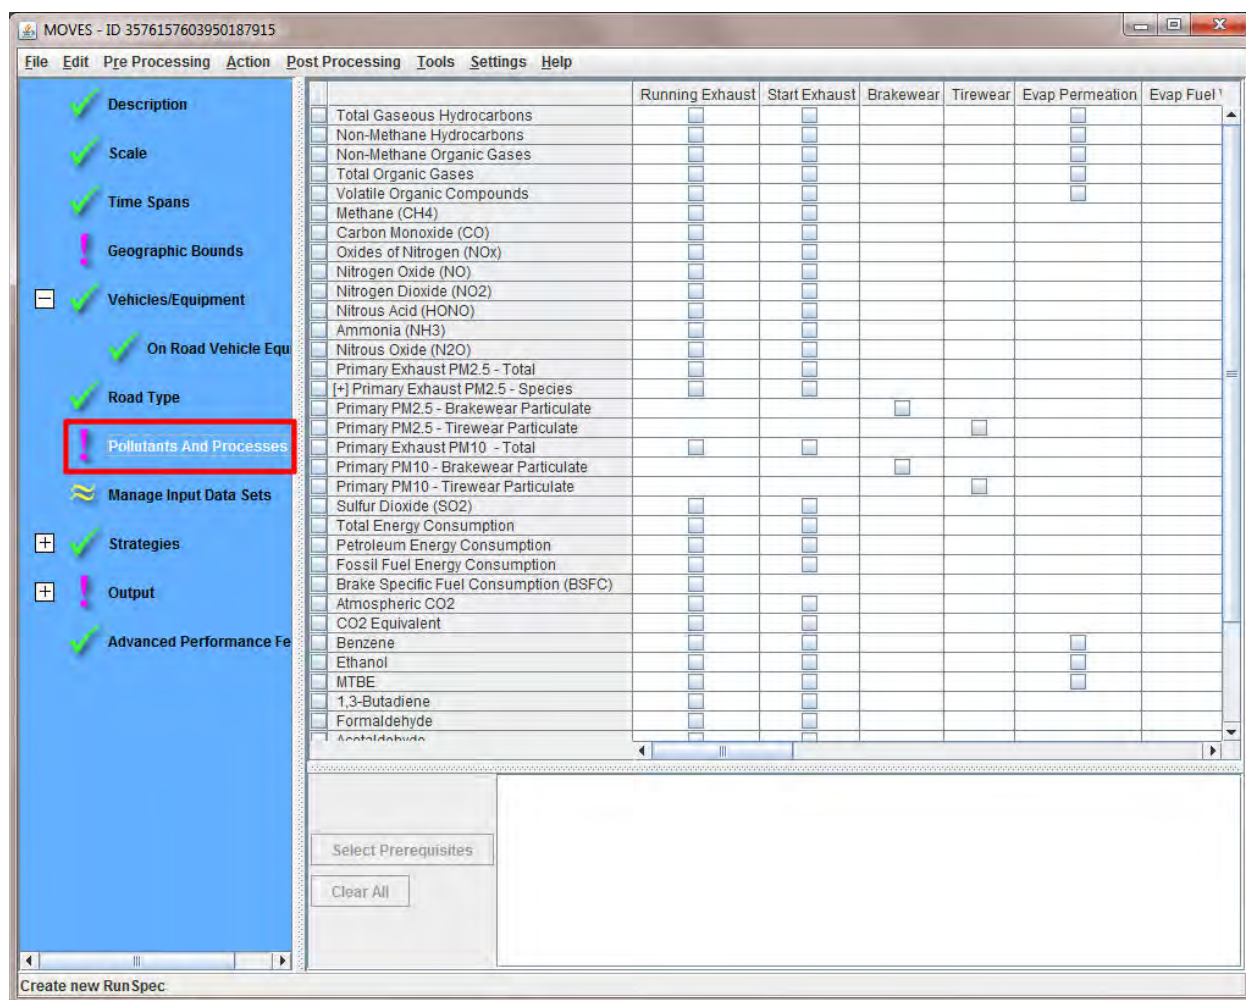 MOVES - ID 3576157603950187915
File Edit Pre Processing Action Post Processing Tools Settings Help
Description
Scale
Time Spans
Geographic Bounds
Vehicles/Equipment
On Road Vehicle Equ
Road Type
Pollutants And Processes
Manage Input Data Sets
Strategies
Output
Advanced Performance Fe
Running Exhaust Start Exhaust Brakewear Tirewear Evap Permeation Evap Fuel
Total Gaseous Hydrocarbons
Non-Methane Hydrocarbons
Non-Methane Organic Gases
Total Organic Gases
Volatile Organic Compounds
Methane (CH4)
Carbon Monoxide (CO)
Oxides of Nitrogen (NOx)
Nitrogen Oxide (NO)
Nitrogen Dioxide (NO2)
Nitrous Acid (HONO)
Ammonia (NH3)
Nitrous Oxide (N2O)
Primary Exhaust PM2.5 - Total
[+] Primary Exhaust PM2.5 - Species
Primary PM2.5 - Brakewear Particulate
Primary PM2.5 - Tirewear Particulate
Primary Exhaust PM10 - Total
Primary PM10 - Brakewear Particulate
Primary PM10 - Tirewear Particulate
Sulfur Dioxide (SO2)
Total Energy Consumption
Petroleum Energy Consumption
Fossil Fuel Energy Consumption
Brake Specific Fuel Consumption (BSFC)
Atmospheric CO2
CO2 Equivalent
Benzene
Ethanol
MTBE
1,3-Butadiene
Formaldehyde
Acetaldehyde
Select Prerequisites
Clear All
Create new RunSpec